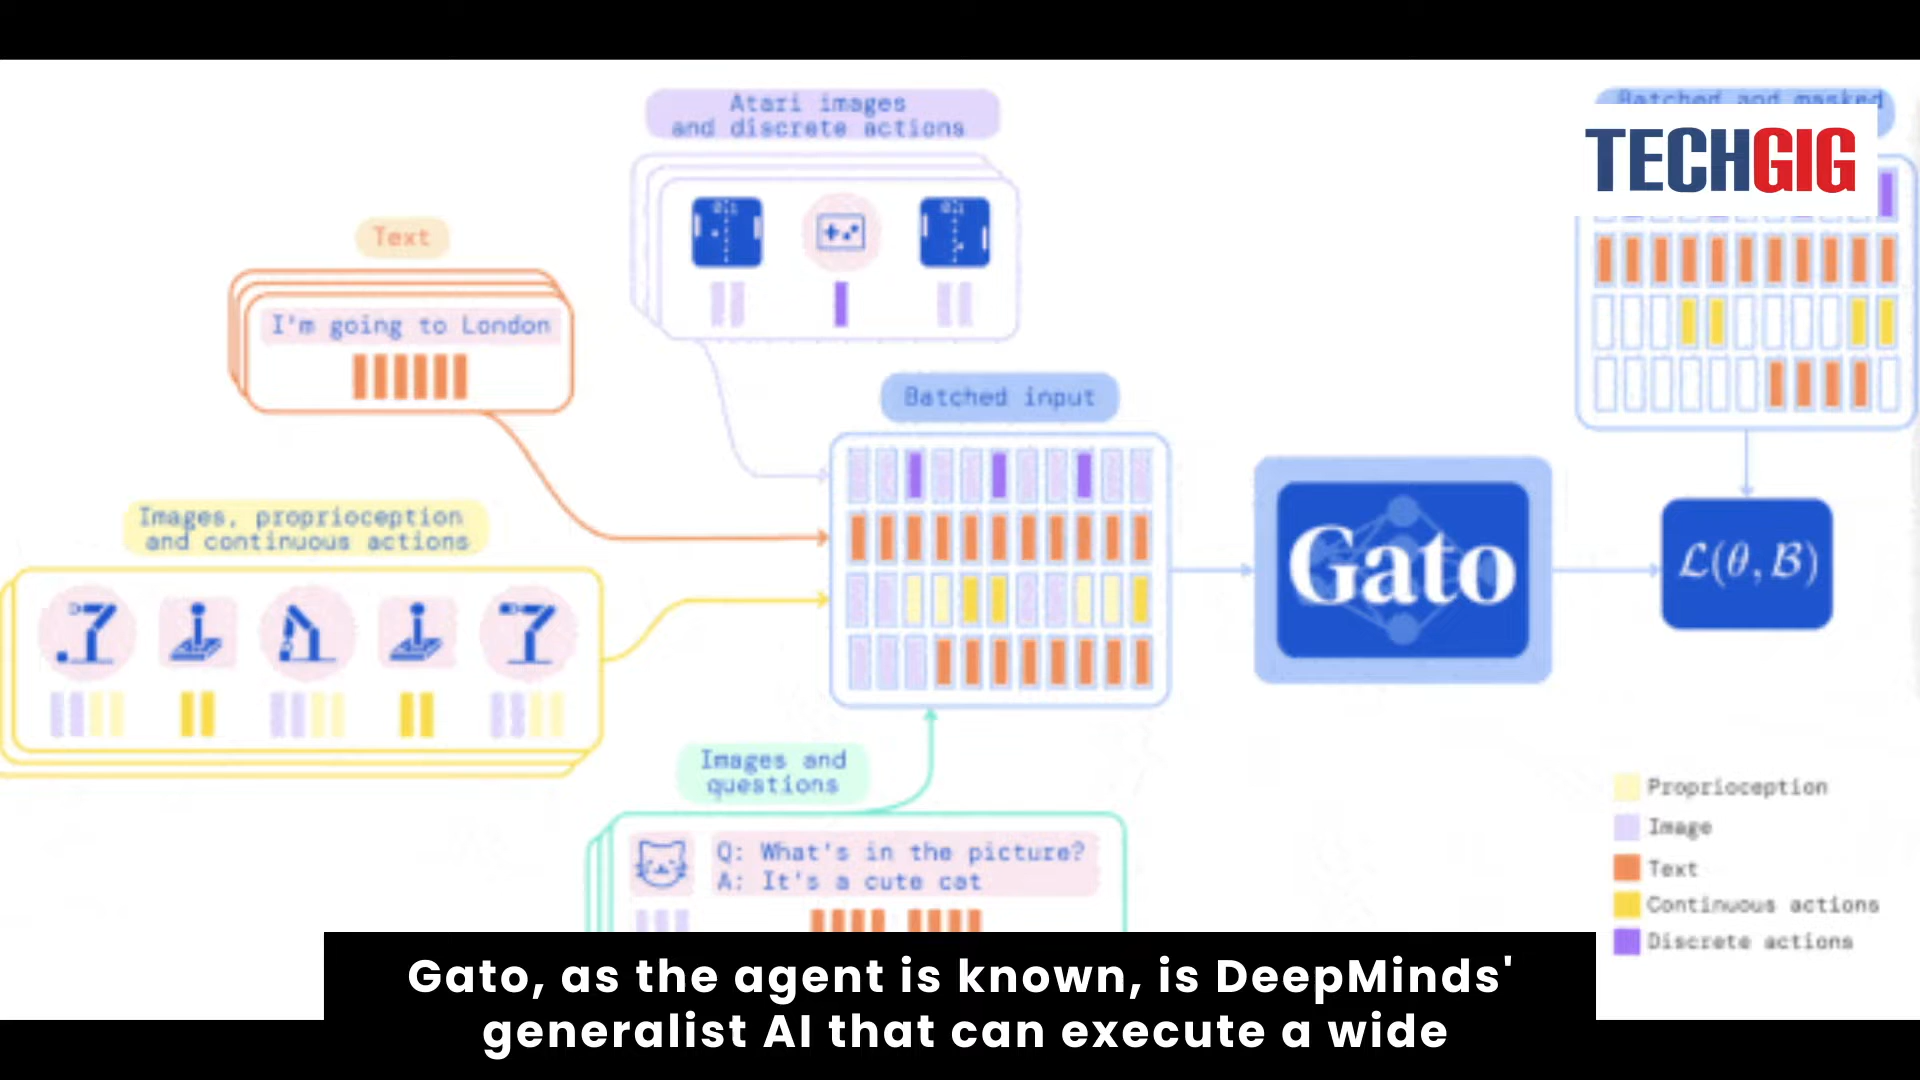 Atari images
and discrete actions
Batched and masked
TECHGIG
Text
I'm going to London
Batched input
Images, proprioception
and continuous actions
Gato
ℒ(θ, ℬ)
Images and
questions
Q: What's in the picture?
A: It's a cute cat
Proprioception
Image
Text
Continuous actions
Discrete actions
Gato, as the agent is known, is DeepMinds'
generalist AI that can execute a wide